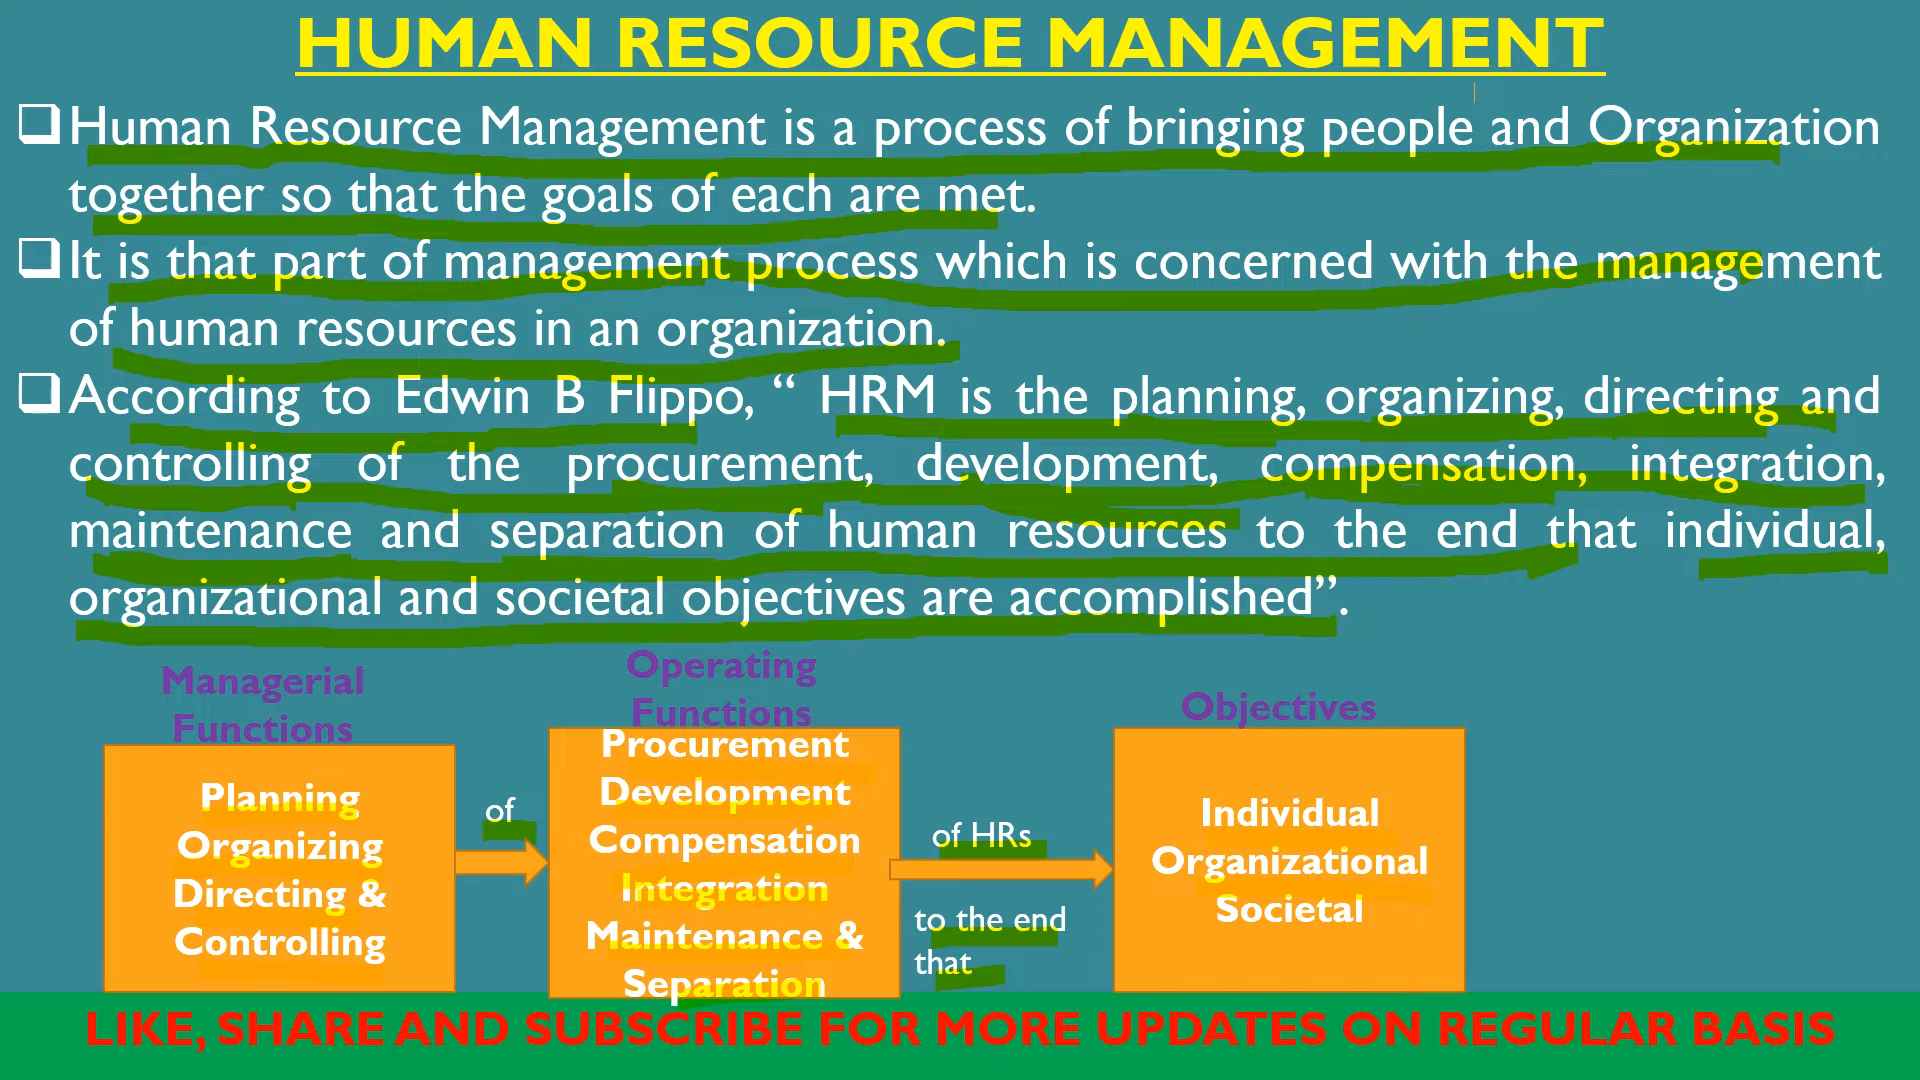 HUMAN RESOURCE MANAGEMENT
❑Human Resource Management is a process of bringing people and Organization
together so that the goals of each are met.
❑It is that part of management process which is concerned with the management
of human resources in an organization.
❑According to Edwin B Flippo, “ HRM is the planning, organizing, directing and
controlling of the procurement, development, compensation, integration,
maintenance and separation of human resources to the end that individual,
organizational and societal objectives are accomplished”.
Managerial
Functions
Planning
Organizing
Directing &
Controlling
of
Operating
Functions
Procurement
Development
Compensation
Integration
Maintenance &
Separation
of HRs
to the end
that
Objectives
Individual
Organizational
Societal
LIKE, SHARE AND SUBSCRIBE FOR MORE UPDATES ON REGULAR BASIS